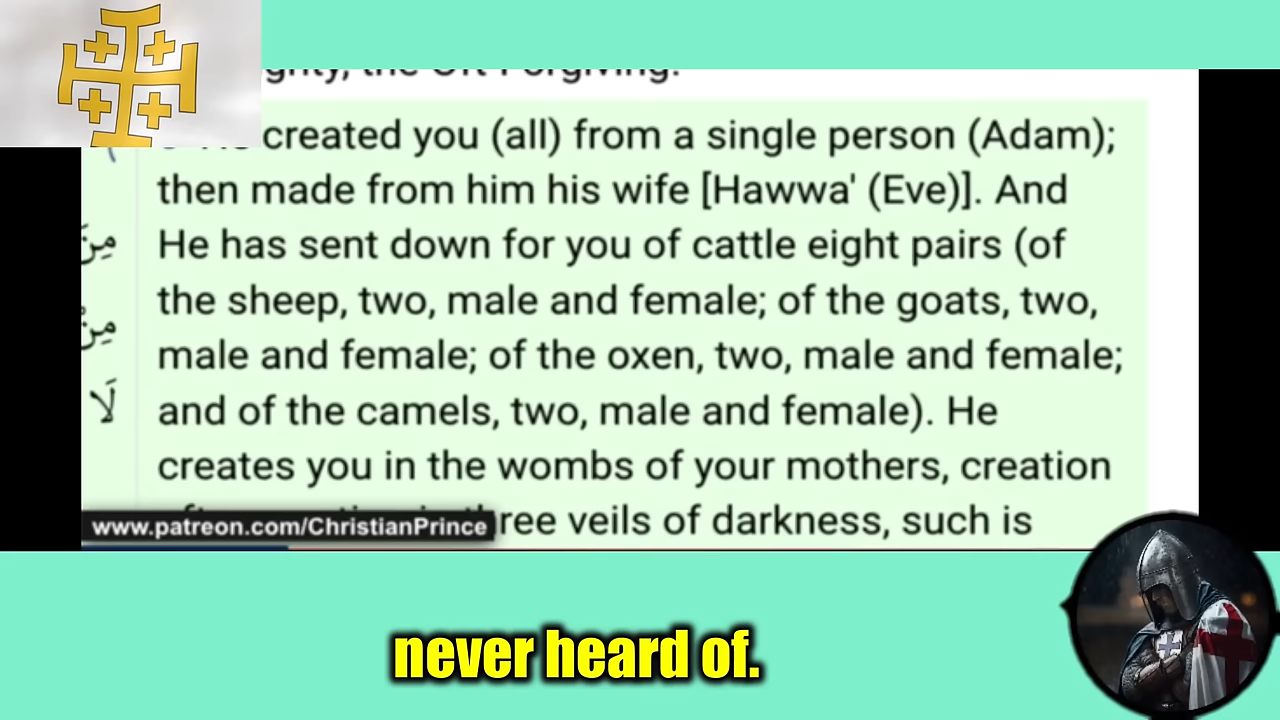 the Oft-Forgiving.
created you (all) from a single person (Adam);
then made from him his wife [Hawwa' (Eve)]. And
He has sent down for you of cattle eight pairs (of
the sheep, two, male and female; of the goats, two,
male and female; of the oxen, two, male and female;
and of the camels, two, male and female). He
creates you in the wombs of your mothers, creation
three veils of darkness, such is
مِنَ
مِنْ
لَا
www.patreon.com/ChristianPrince
never heard of.